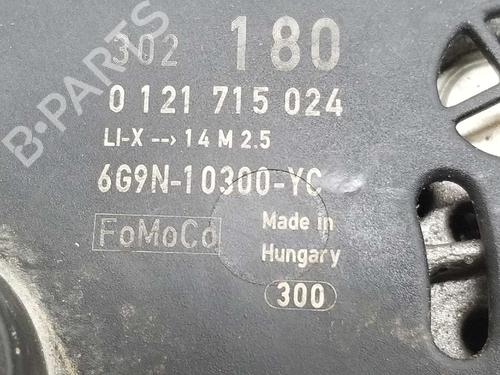 302 180
0 121 715 024
LI-X --> 14 M 2.5
6G9N-10300-YC
FoMoCo
Made in
Hungary
300
B-PARTS